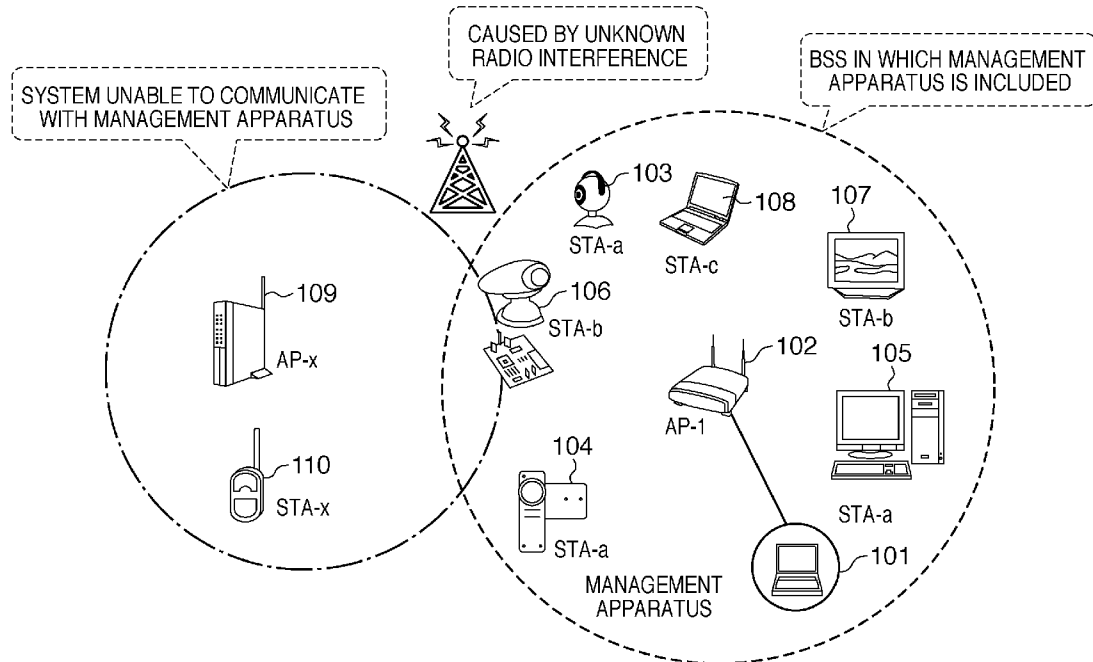 CAUSED BY UNKNOWN
RADIO INTERFERENCE
BSS IN WHICH MANAGEMENT
APPARATUS IS INCLUDED
SYSTEM UNABLE TO COMMUNICATE
WITH MANAGEMENT APPARATUS
103
STA-a
108
STA-c
107
STA-b
109
AP-x
106
STA-b
102
AP-1
105
STA-a
110
STA-x
104
STA-a
101
MANAGEMENT
APPARATUS